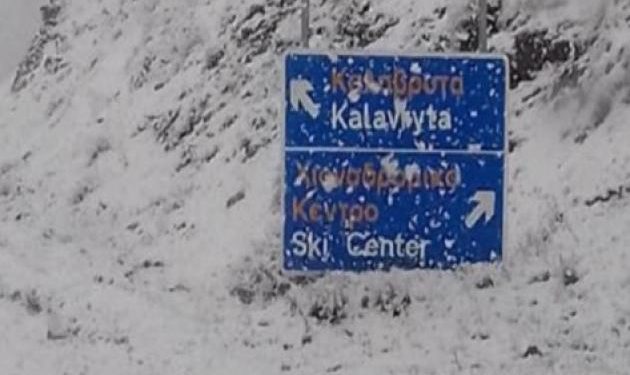 Καλάβρυτα
Kalavryta
Χιονοδρομικό
Κέντρο
Ski Center